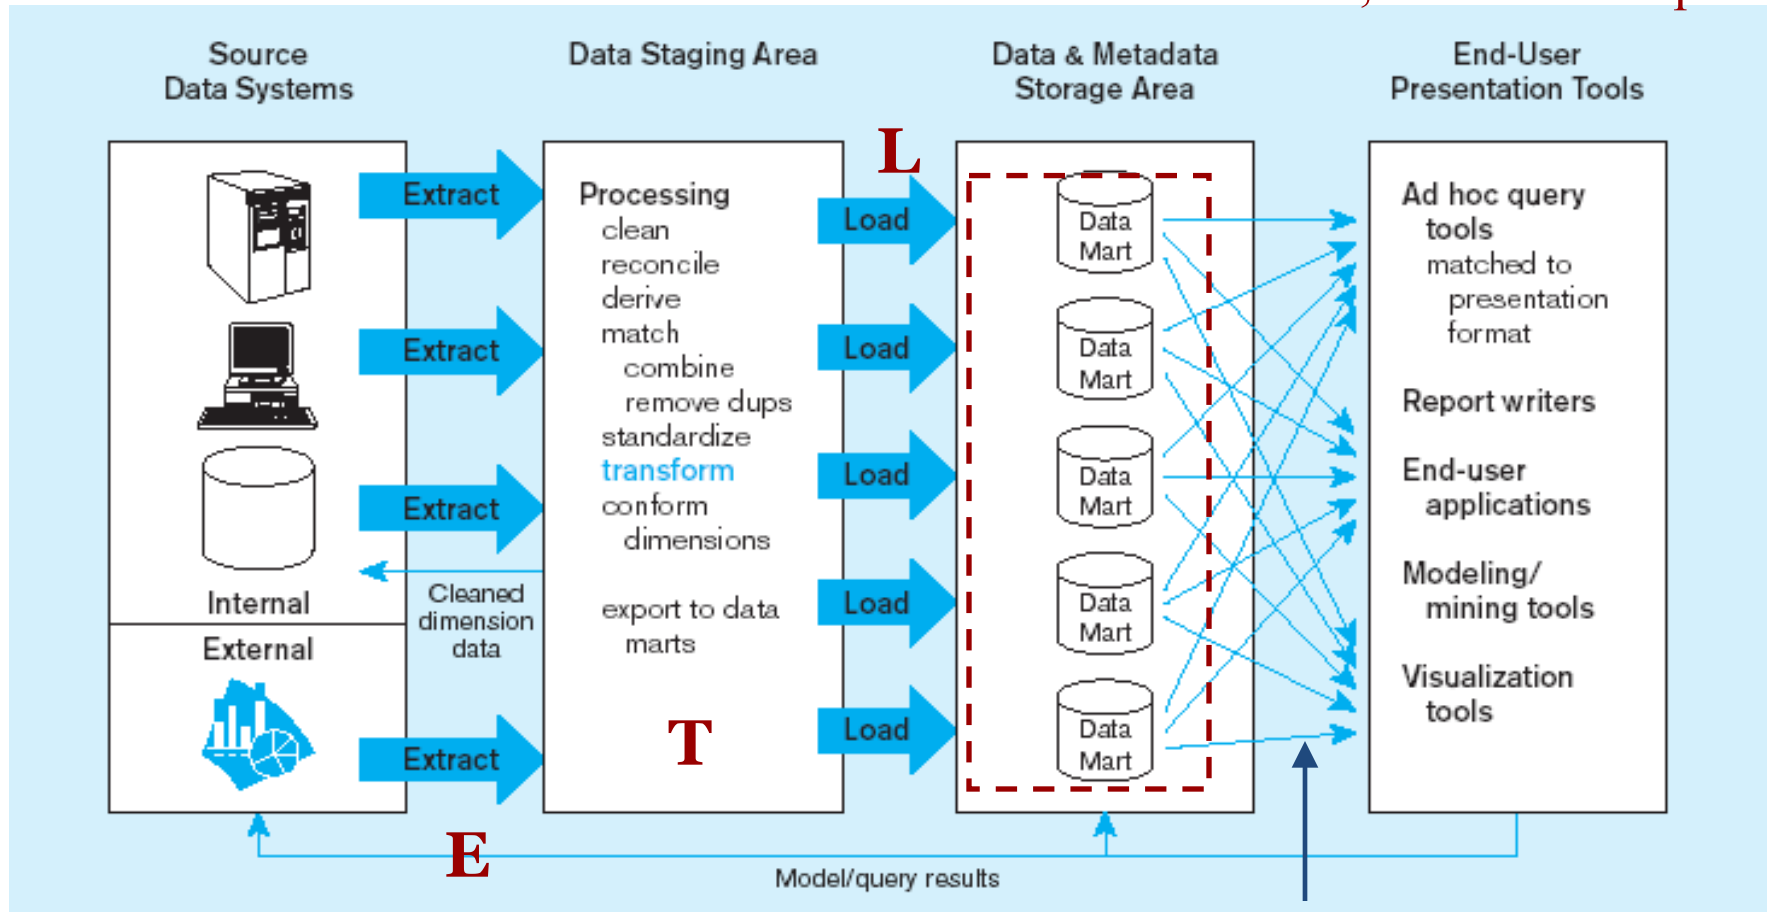 Source
Data Systems
Data Staging Area
Data & Metadata
Storage Area
End-User
Presentation Tools
Extract
Extract
Extract
Internal
Cleaned
dimension
data
External
Extract
E
Processing
clean
reconcile
derive
match
combine
remove dups
standardize
transform
conform
dimensions
export to data
marts
T
L
Load
Load
Load
Load
Load
Data
Mart
Data
Mart
Data
Mart
Data
Mart
Data
Mart
Ad hoc query
tools
matched to
presentation
format
Report writers
End-user
applications
Modeling/
mining tools
Visualization
tools
Model/query results